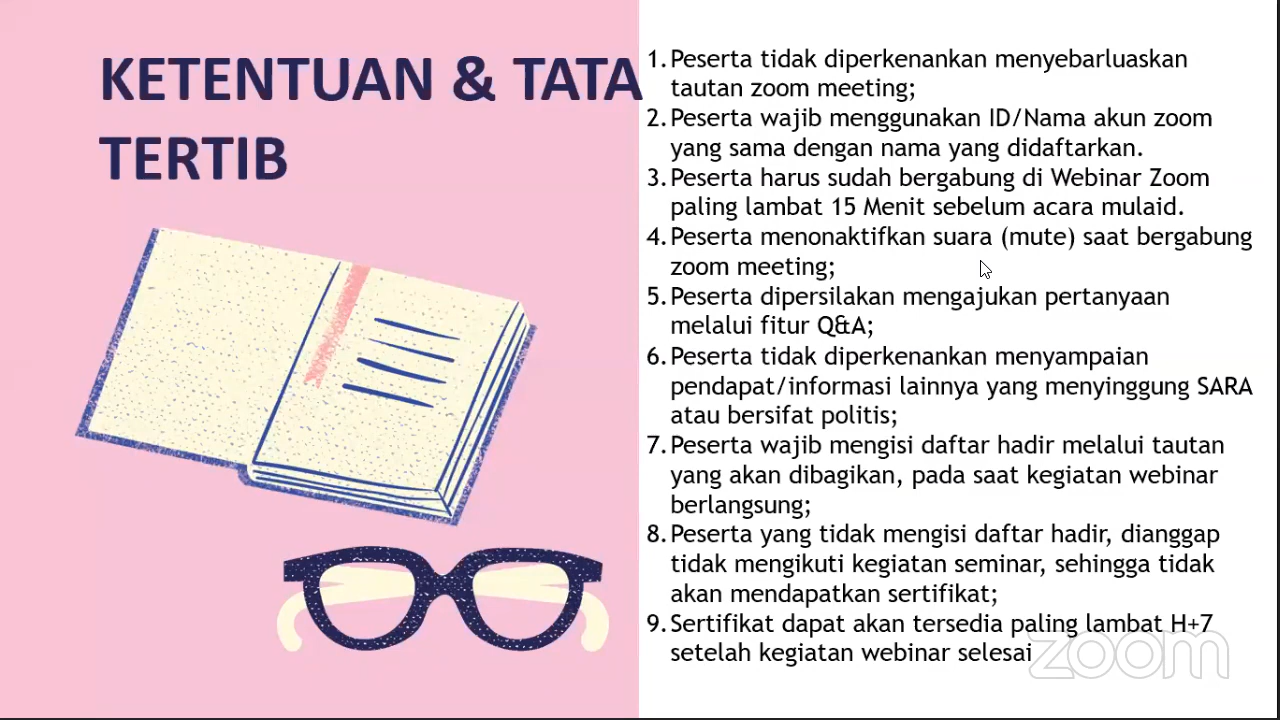 KETENTUAN & TATA
TERTIB
1. Peserta tidak diperkenankan menyebarluaskan
tautan zoom meeting;
2. Peserta wajib menggunakan ID/Nama akun zoom
yang sama dengan nama yang didaftarkan.
3. Peserta harus sudah bergabung di Webinar Zoom
paling lambat 15 Menit sebelum acara mulaid.
4. Peserta menonaktifkan suara (mute) saat bergabung
zoom meeting;
5. Peserta dipersilakan mengajukan pertanyaan
melalui fitur Q&A;
6. Peserta tidak diperkenankan menyampaian
pendapat/informasi lainnya yang menyinggung SARA
atau bersifat politis;
7. Peserta wajib mengisi daftar hadir melalui tautan
yang akan dibagikan, pada saat kegiatan webinar
berlangsung;
8. Peserta yang tidak mengisi daftar hadir, dianggap
tidak mengikuti kegiatan seminar, sehingga tidak
akan mendapatkan sertifikat;
9. Sertifikat dapat akan tersedia paling lambat H+7
setelah kegiatan webinar selesai
zoom